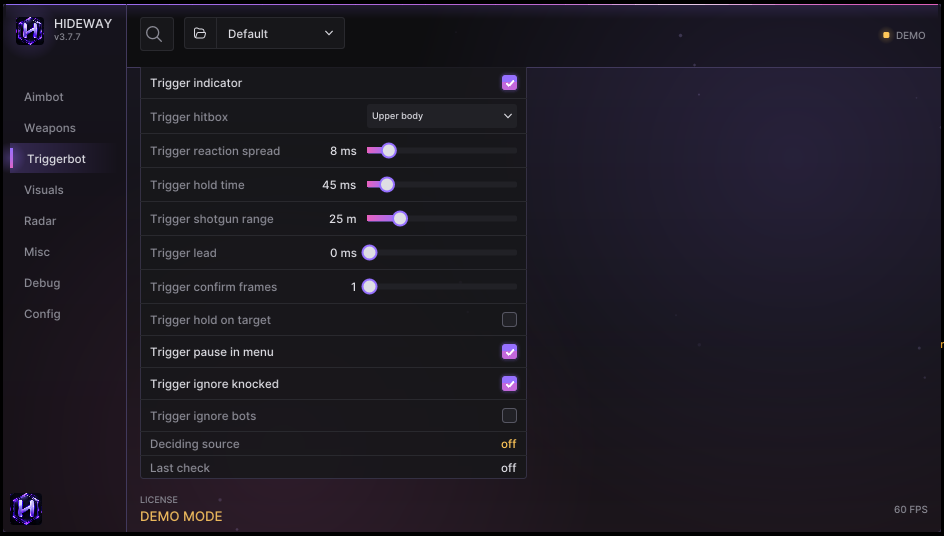 HIDEWAY
v3.7.7
Default
DEMO
Aimbot
Weapons
Triggerbot
Visuals
Radar
Misc
Debug
Config
Trigger indicator
Trigger hitbox Upper body
Trigger reaction spread 8 ms
Trigger hold time 45 ms
Trigger shotgun range 25 m
Trigger lead 0 ms
Trigger confirm frames 1
Trigger hold on target
Trigger pause in menu
Trigger ignore knocked
Trigger ignore bots
Deciding source off
Last check off
LICENSE
DEMO MODE
60 FPS